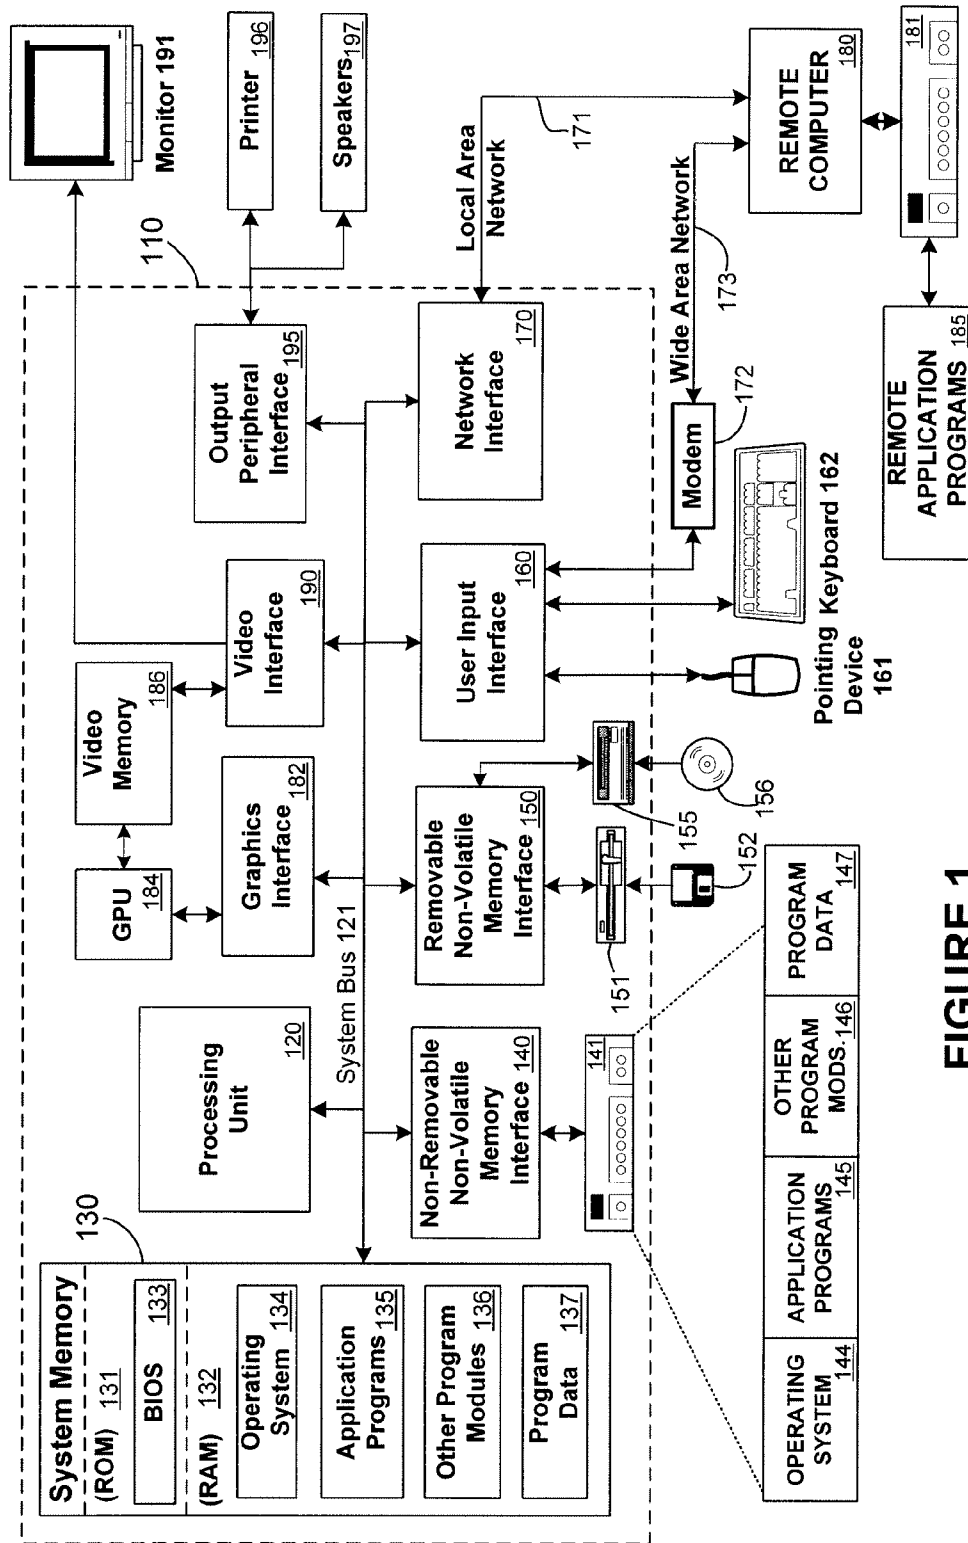 System Memory
130
(ROM) 131
BIOS 133
(RAM) 132
Operating
System 134
Application
Programs 135
Other Program
Modules 136
Program
Data 137
Processing
Unit
120
GPU
184
Video
Memory
186
Graphics
Interface
182
Video
Interface
190
Output
Peripheral
Interface
195
110
Monitor 191
Printer
196
Speakers
197
System Bus 121
Non-Removable
Non-Volatile
Memory
Interface
140
Removable
Non-Volatile
Memory
Interface
150
User Input
Interface
160
Network
Interface
170
Local Area
Network
171
141
151
152
155
156
Pointing
Device
161
Keyboard 162
Modem
172
Wide Area Network
173
REMOTE
COMPUTER
180
181
OPERATING
SYSTEM 144
APPLICATION
PROGRAMS 145
OTHER
PROGRAM
MODS. 146
PROGRAM
DATA 147
REMOTE
APPLICATION
PROGRAMS 185
FIGURE 1